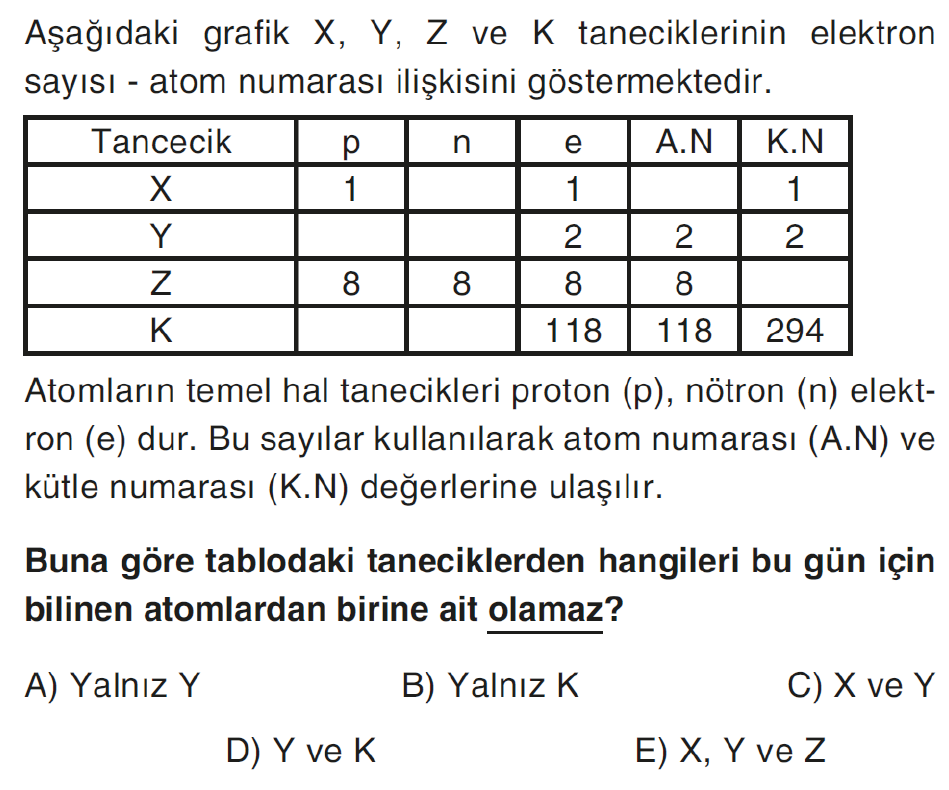 Aşağıdaki grafik X, Y, Z ve K taneciklerinin elektron
sayısı - atom numarası ilişkisini göstermektedir.
Tancecik p n e A.N K.N
X 1 1 1
Y 2 2 2
Z 8 8 8 8
K 118 118 294
Atomların temel hal tanecikleri proton (p), nötron (n) elekt-
ron (e) dur. Bu sayılar kullanılarak atom numarası (A.N) ve
kütle numarası (K.N) değerlerine ulaşılır.
Buna göre tablodaki taneciklerden hangileri bu gün için
bilinen atomlardan birine ait olamaz?
A) Yalnız Y B) Yalnız K C) X ve Y
D) Y ve K E) X, Y ve Z